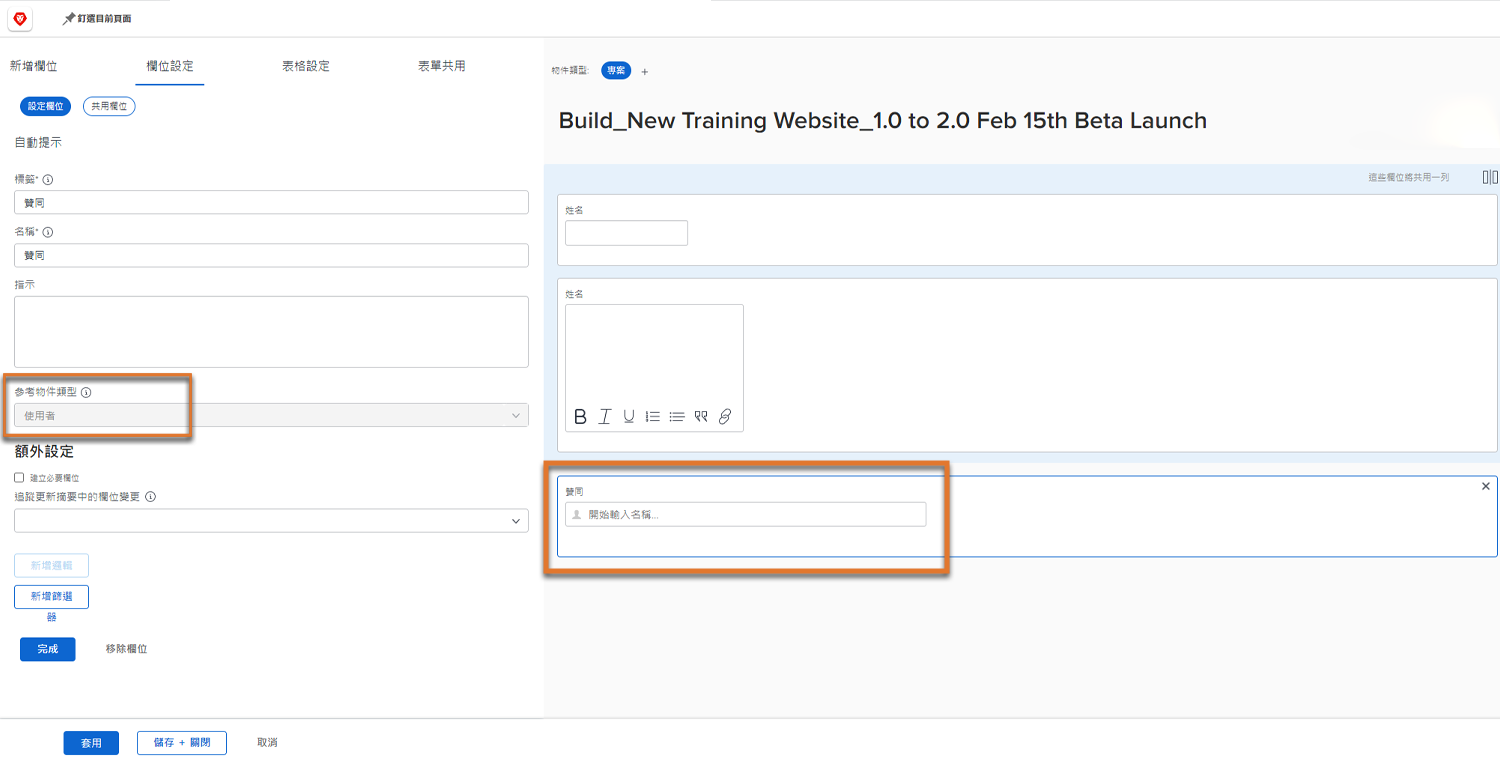 釘選目前頁面
新增欄位 欄位設定 表格設定 表單共用
設定欄位 共用欄位
自動提示
標籤*
贊同
名稱*
贊同
指示
參考物件類型
使用者
額外設定
建立必要欄位
追蹤更新摘要中的欄位變更
新增邏輯
新增篩選
器
完成 移除欄位
物件類型: 專案 +
Build_New Training Website_1.0 to 2.0 Feb 15th Beta Launch
這些欄位將共用一列
姓名
姓名
B I U
贊同
開始輸入名稱...
套用 儲存 + 關閉 取消